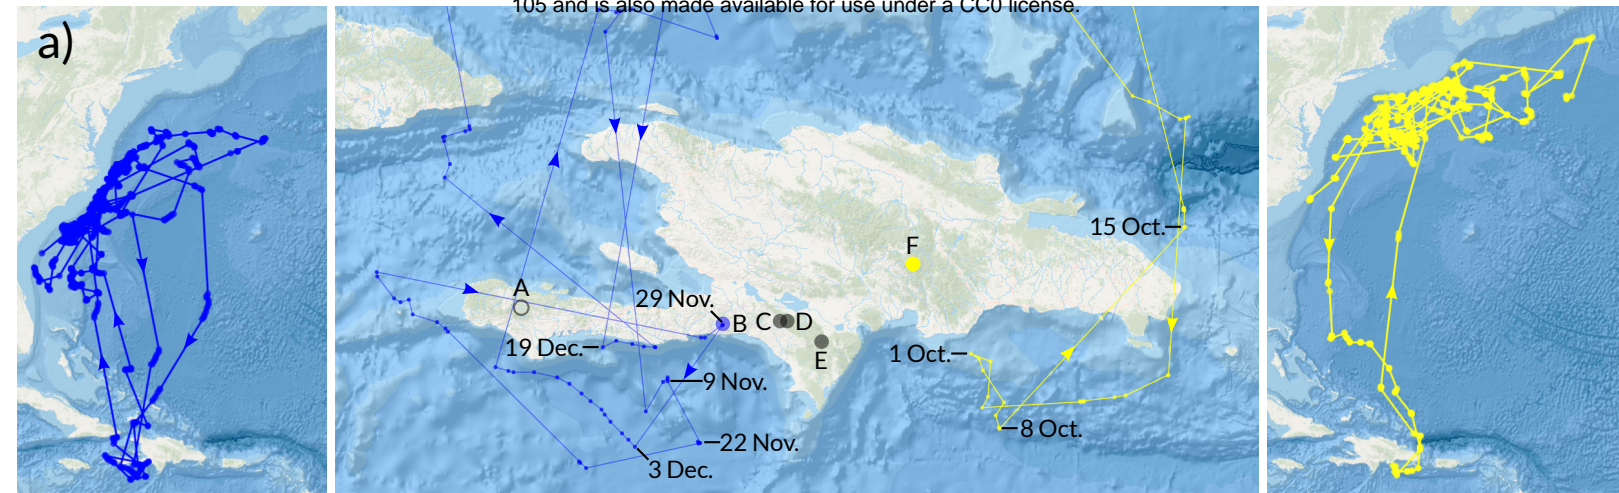 105 and is also made available for use under a CC0 license.
a)
15 Oct.
F
A
29 Nov.
B
C
D
19 Dec.
E
1 Oct.
9 Nov.
8 Oct.
22 Nov.
3 Dec.